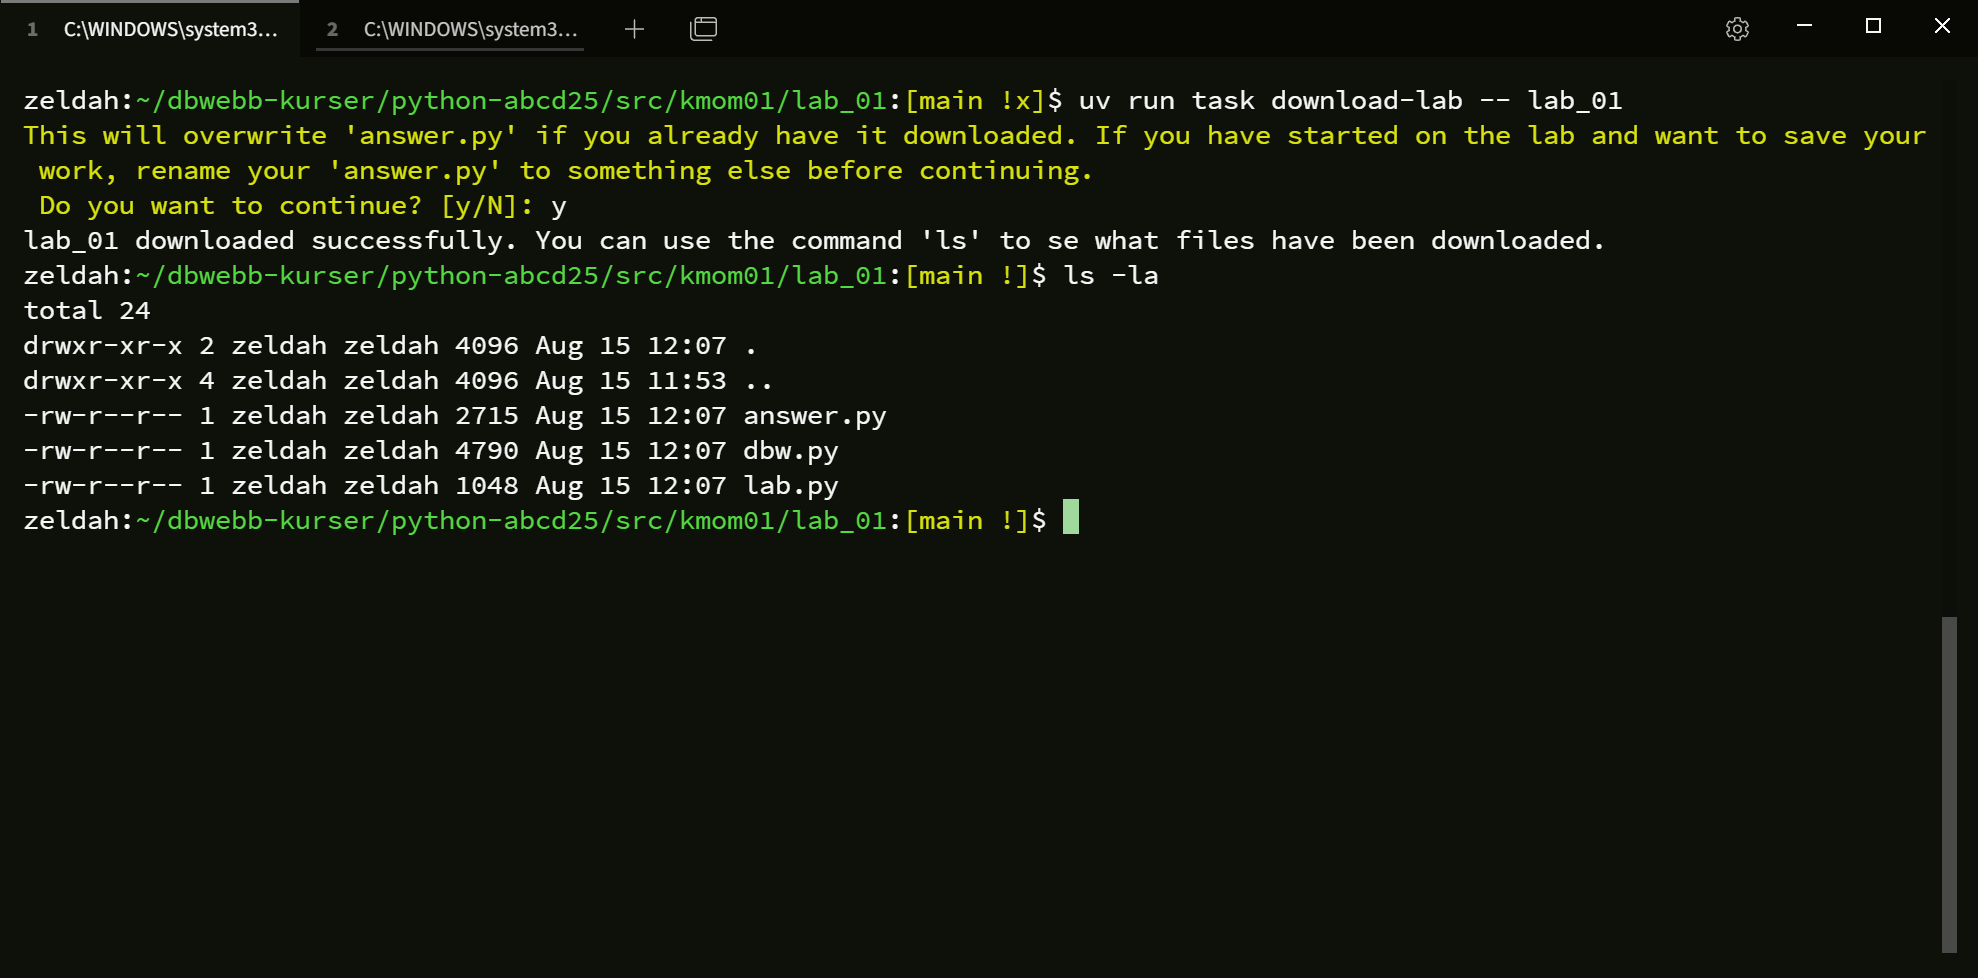 1 C:\WINDOWS\system3... 2 C:\WINDOWS\system3...
zeldah:~/dbwebb-kurser/python-abcd25/src/kmom01/lab_01:[main !x]$ uv run task download-lab -- lab_01
This will overwrite 'answer.py' if you already have it downloaded. If you have started on the lab and want to save your
work, rename your 'answer.py' to something else before continuing.
Do you want to continue? [y/N]: y
lab_01 downloaded successfully. You can use the command 'ls' to se what files have been downloaded.
zeldah:~/dbwebb-kurser/python-abcd25/src/kmom01/lab_01:[main !]$ ls -la
total 24
drwxr-xr-x 2 zeldah zeldah 4096 Aug 15 12:07 .
drwxr-xr-x 4 zeldah zeldah 4096 Aug 15 11:53 ..
-rw-r--r-- 1 zeldah zeldah 2715 Aug 15 12:07 answer.py
-rw-r--r-- 1 zeldah zeldah 4790 Aug 15 12:07 dbw.py
-rw-r--r-- 1 zeldah zeldah 1048 Aug 15 12:07 lab.py
zeldah:~/dbwebb-kurser/python-abcd25/src/kmom01/lab_01:[main !]$